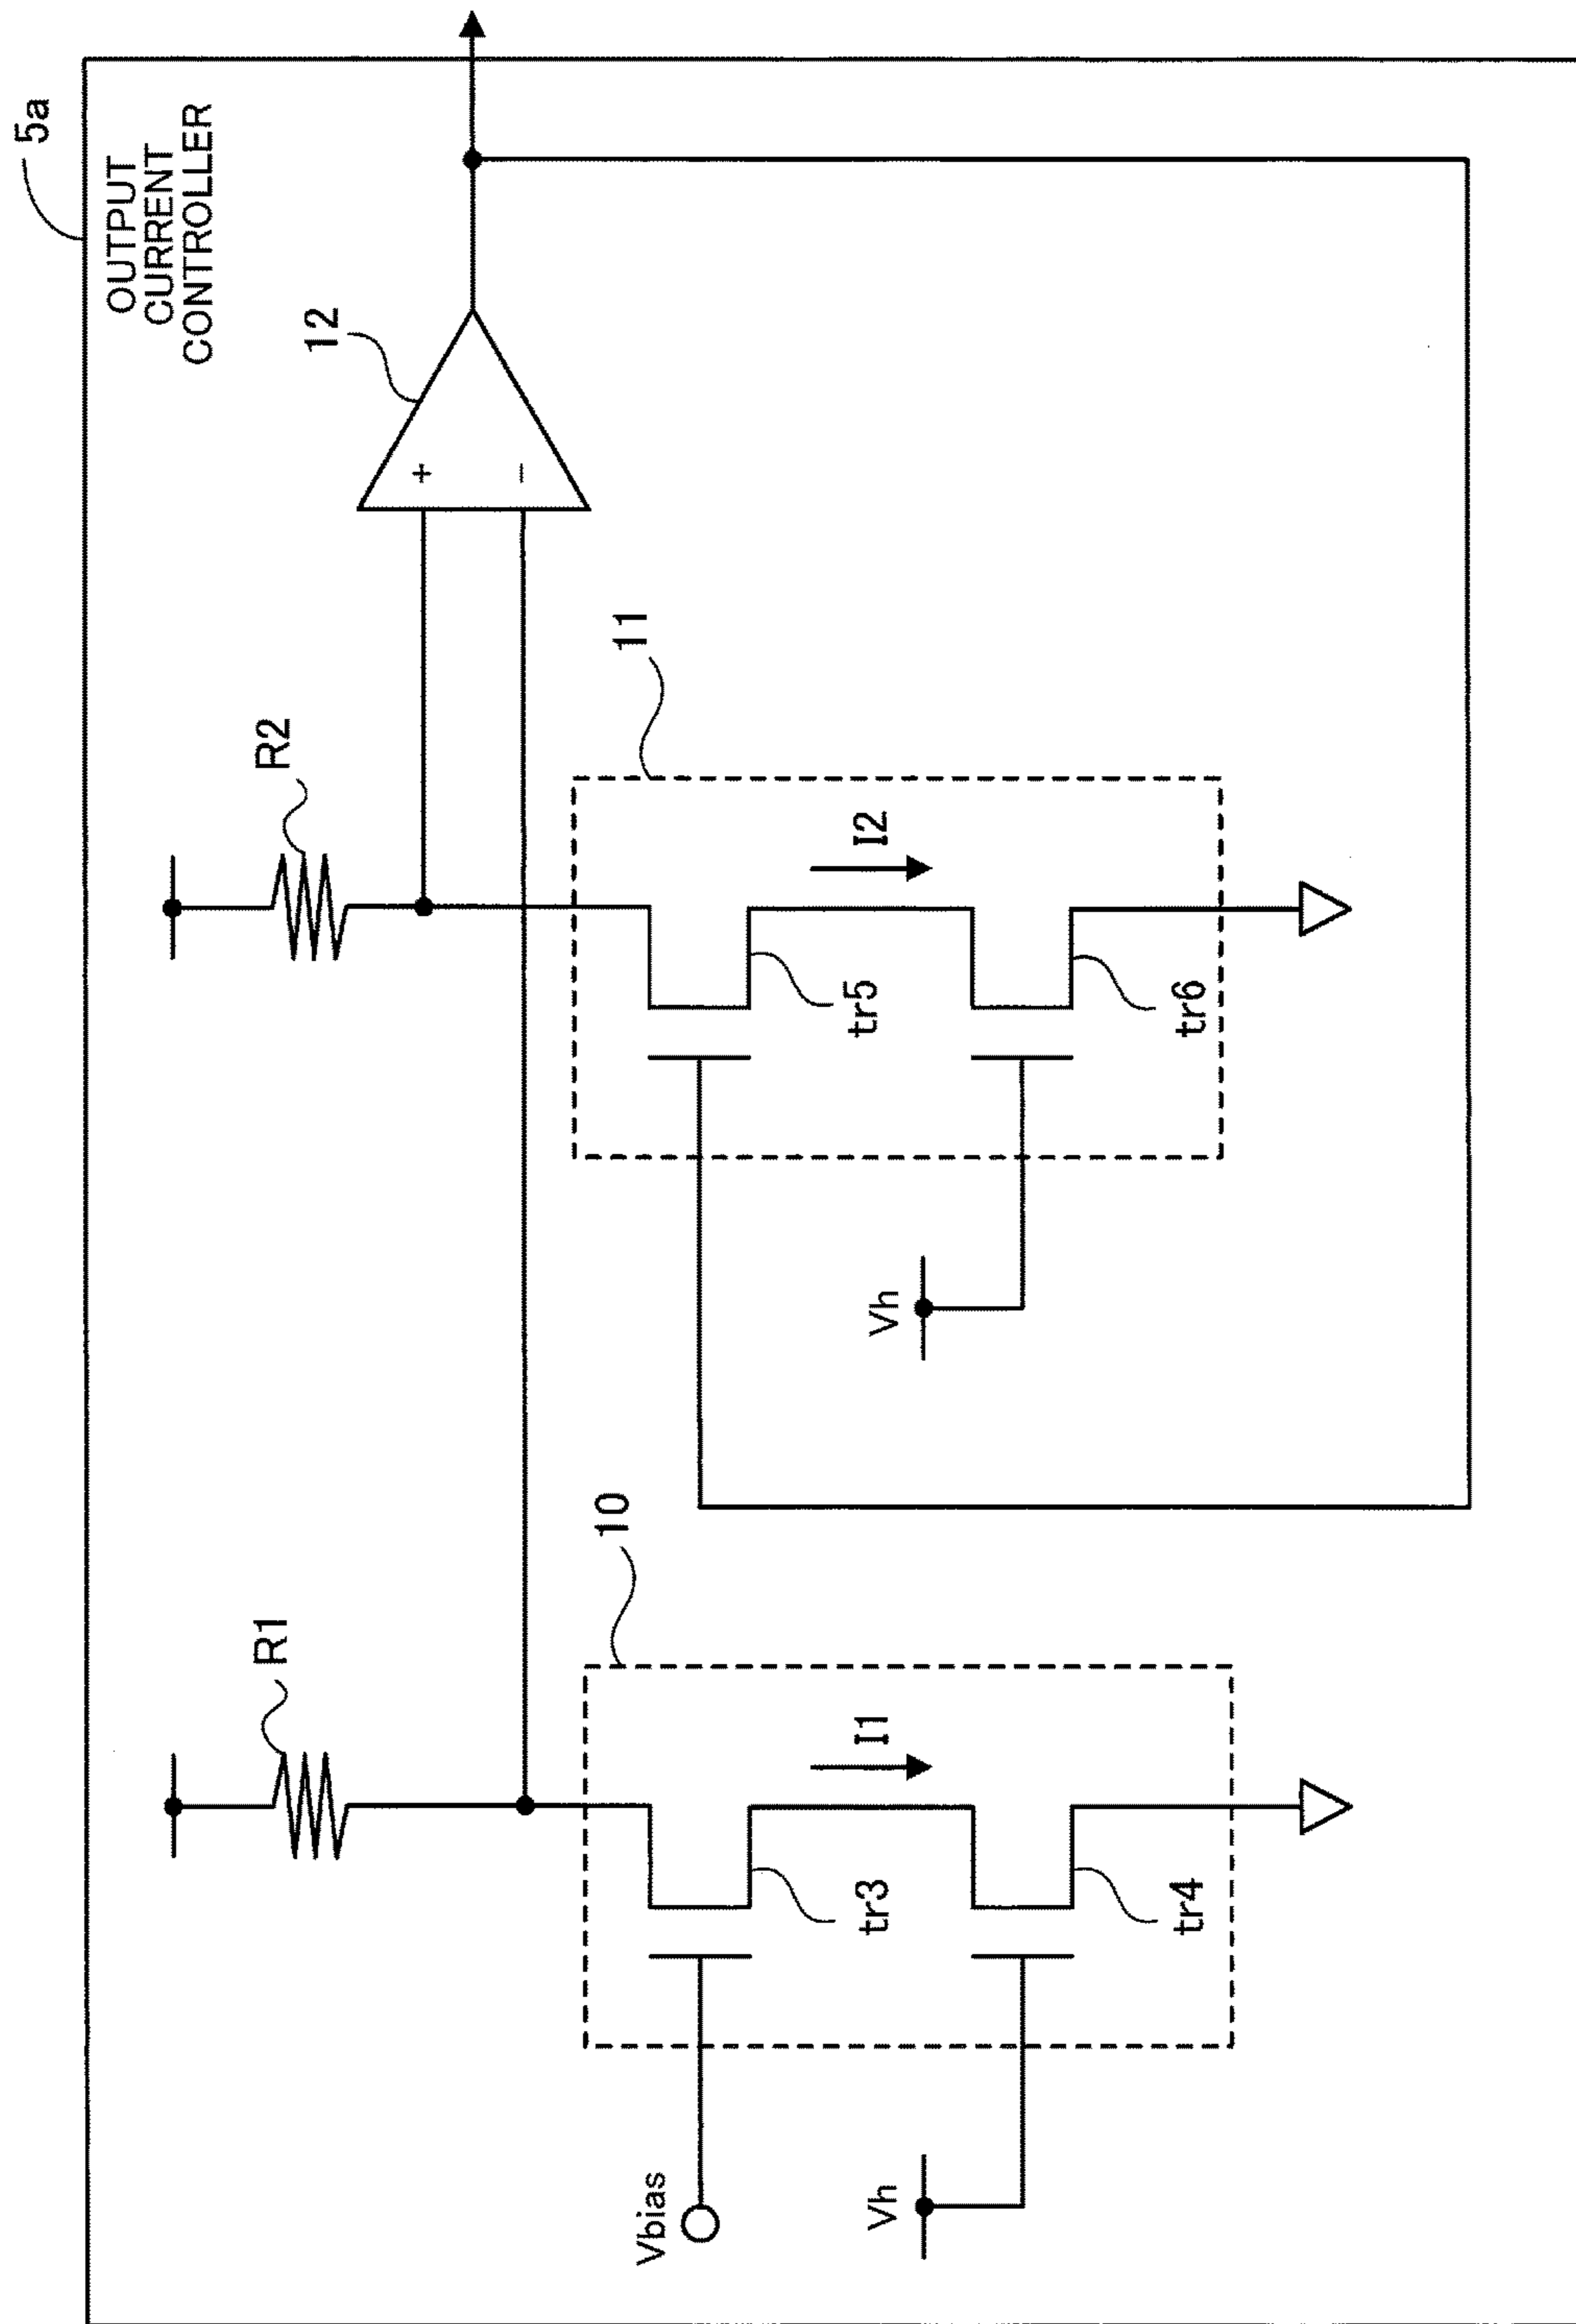 5a
OUTPUT
CURRENT
CONTROLLER
12
+
-
R1
R2
10
11
Vbias
tr3
I1
tr5
I2
Vh
tr4
Vh
tr6